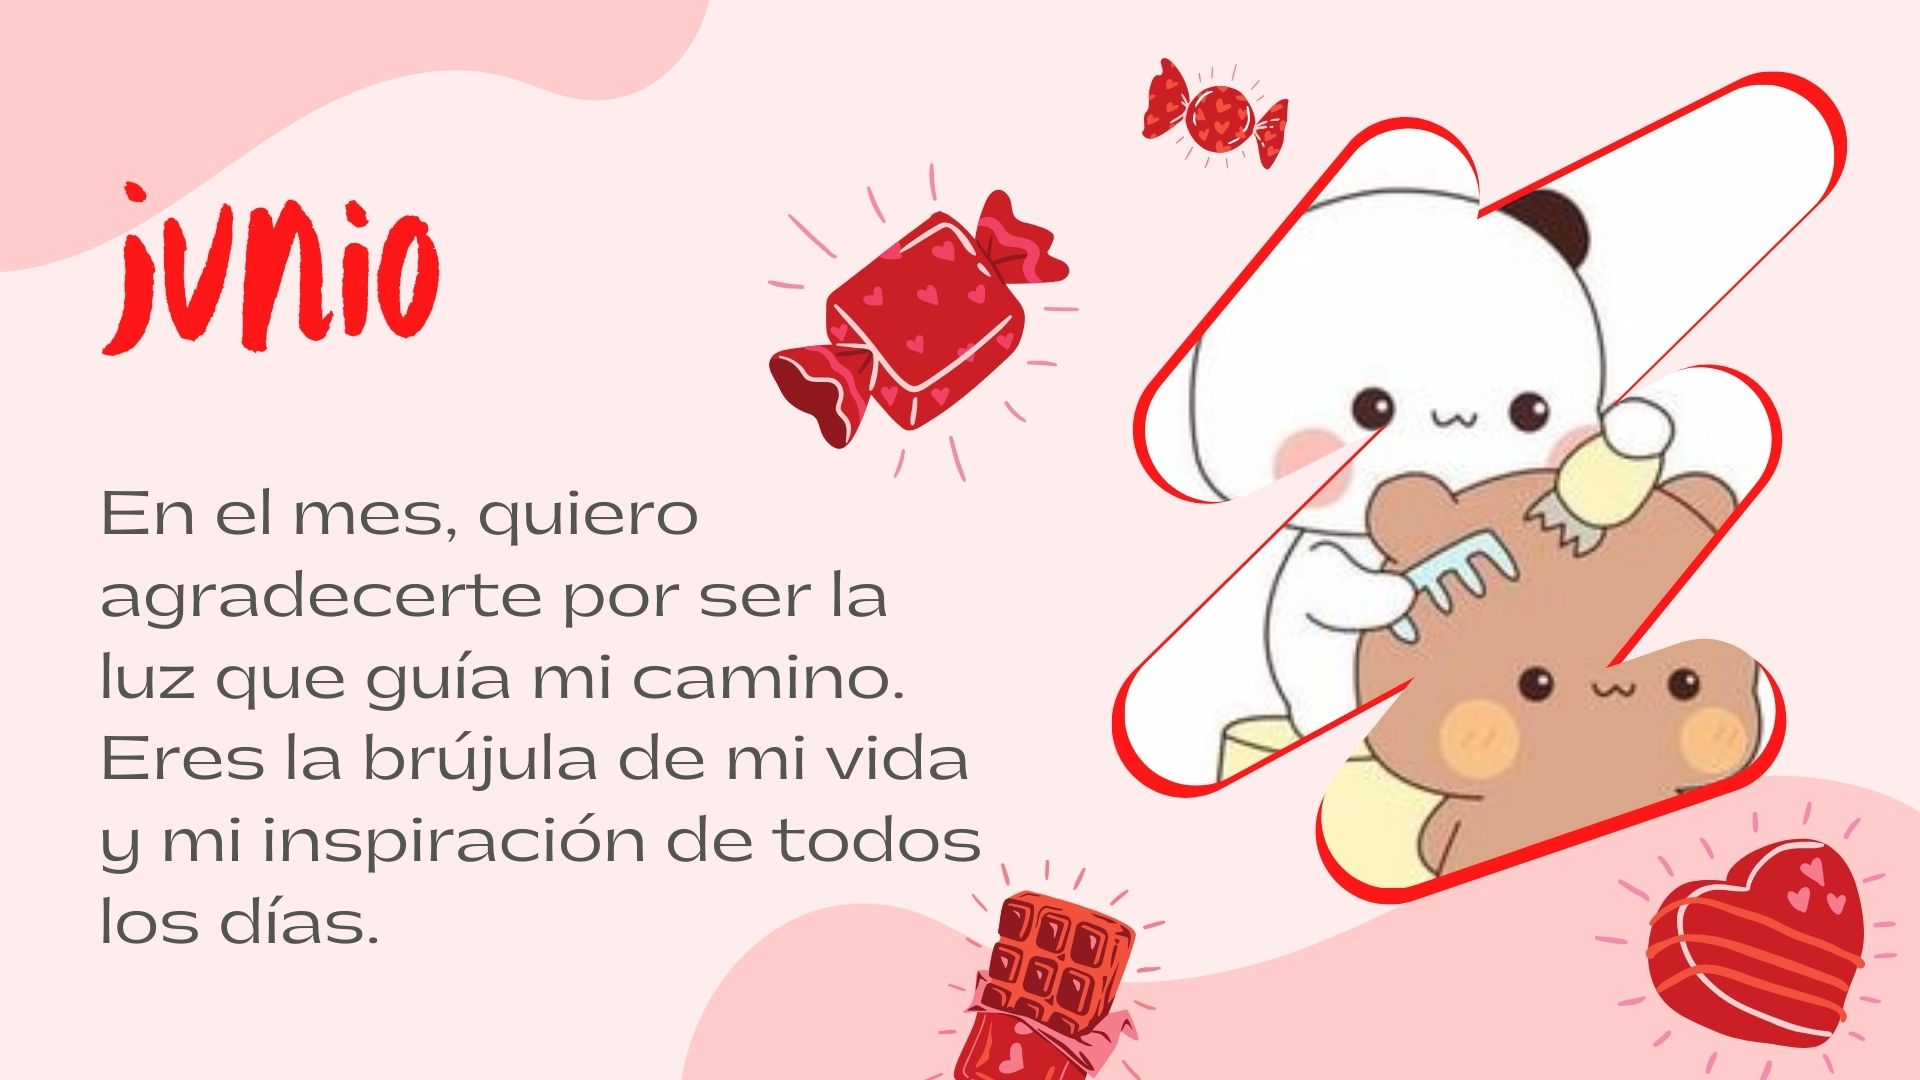 junio
En el mes, quiero
agradecerte por ser la
luz que guía mi camino.
Eres la brújula de mi vida
y mi inspiración de todos
los días.